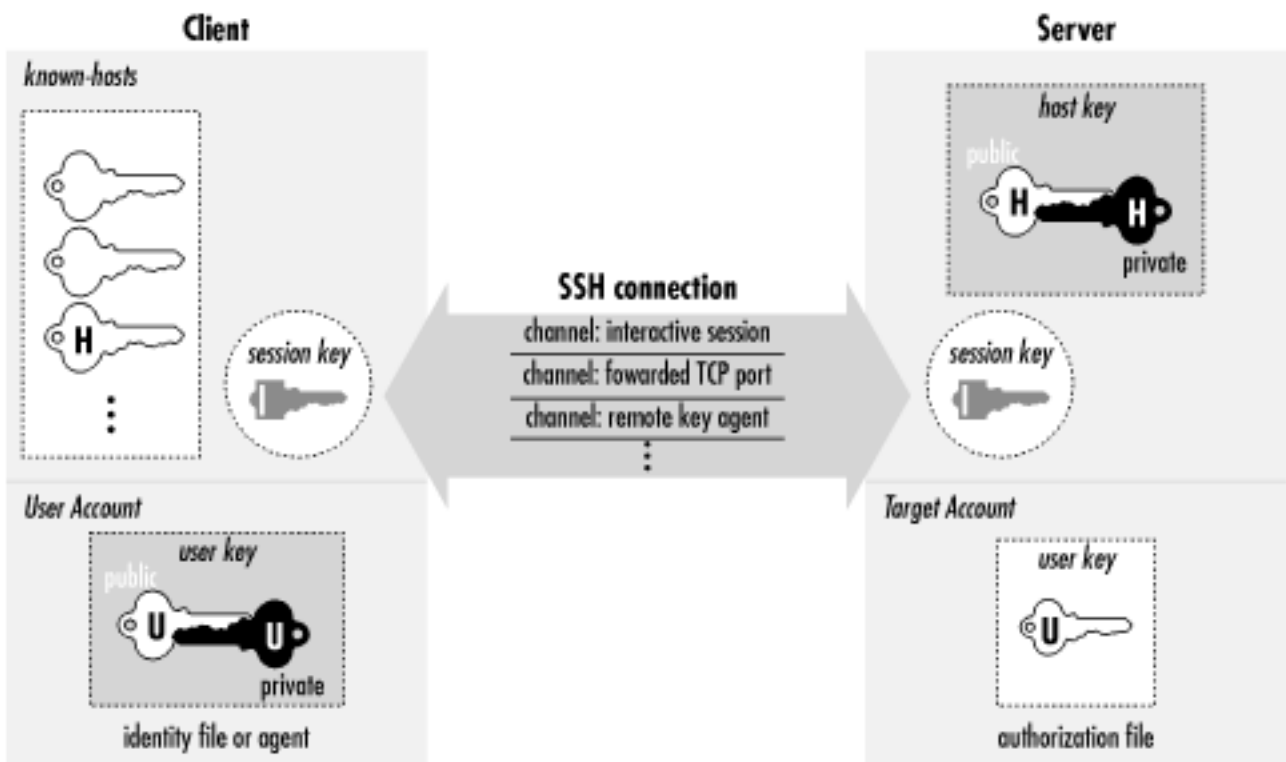 Client
known-hosts
H
session key
User Account
user key
public
U
U
private
identity file or agent
SSH connection
channel: interactive session
channel: fowarded TCP port
channel: remote key agent
Server
host key
public
H
H
private
session key
Target Account
user key
U
authorization file